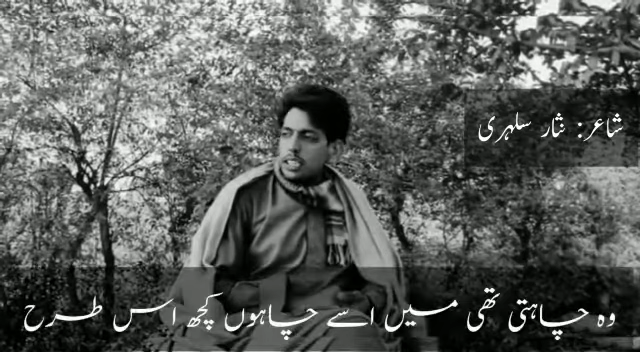 شاعر: نثار سلہری
وہ چاہتی تھی میں اسے چاہوں کچھ اس طرح